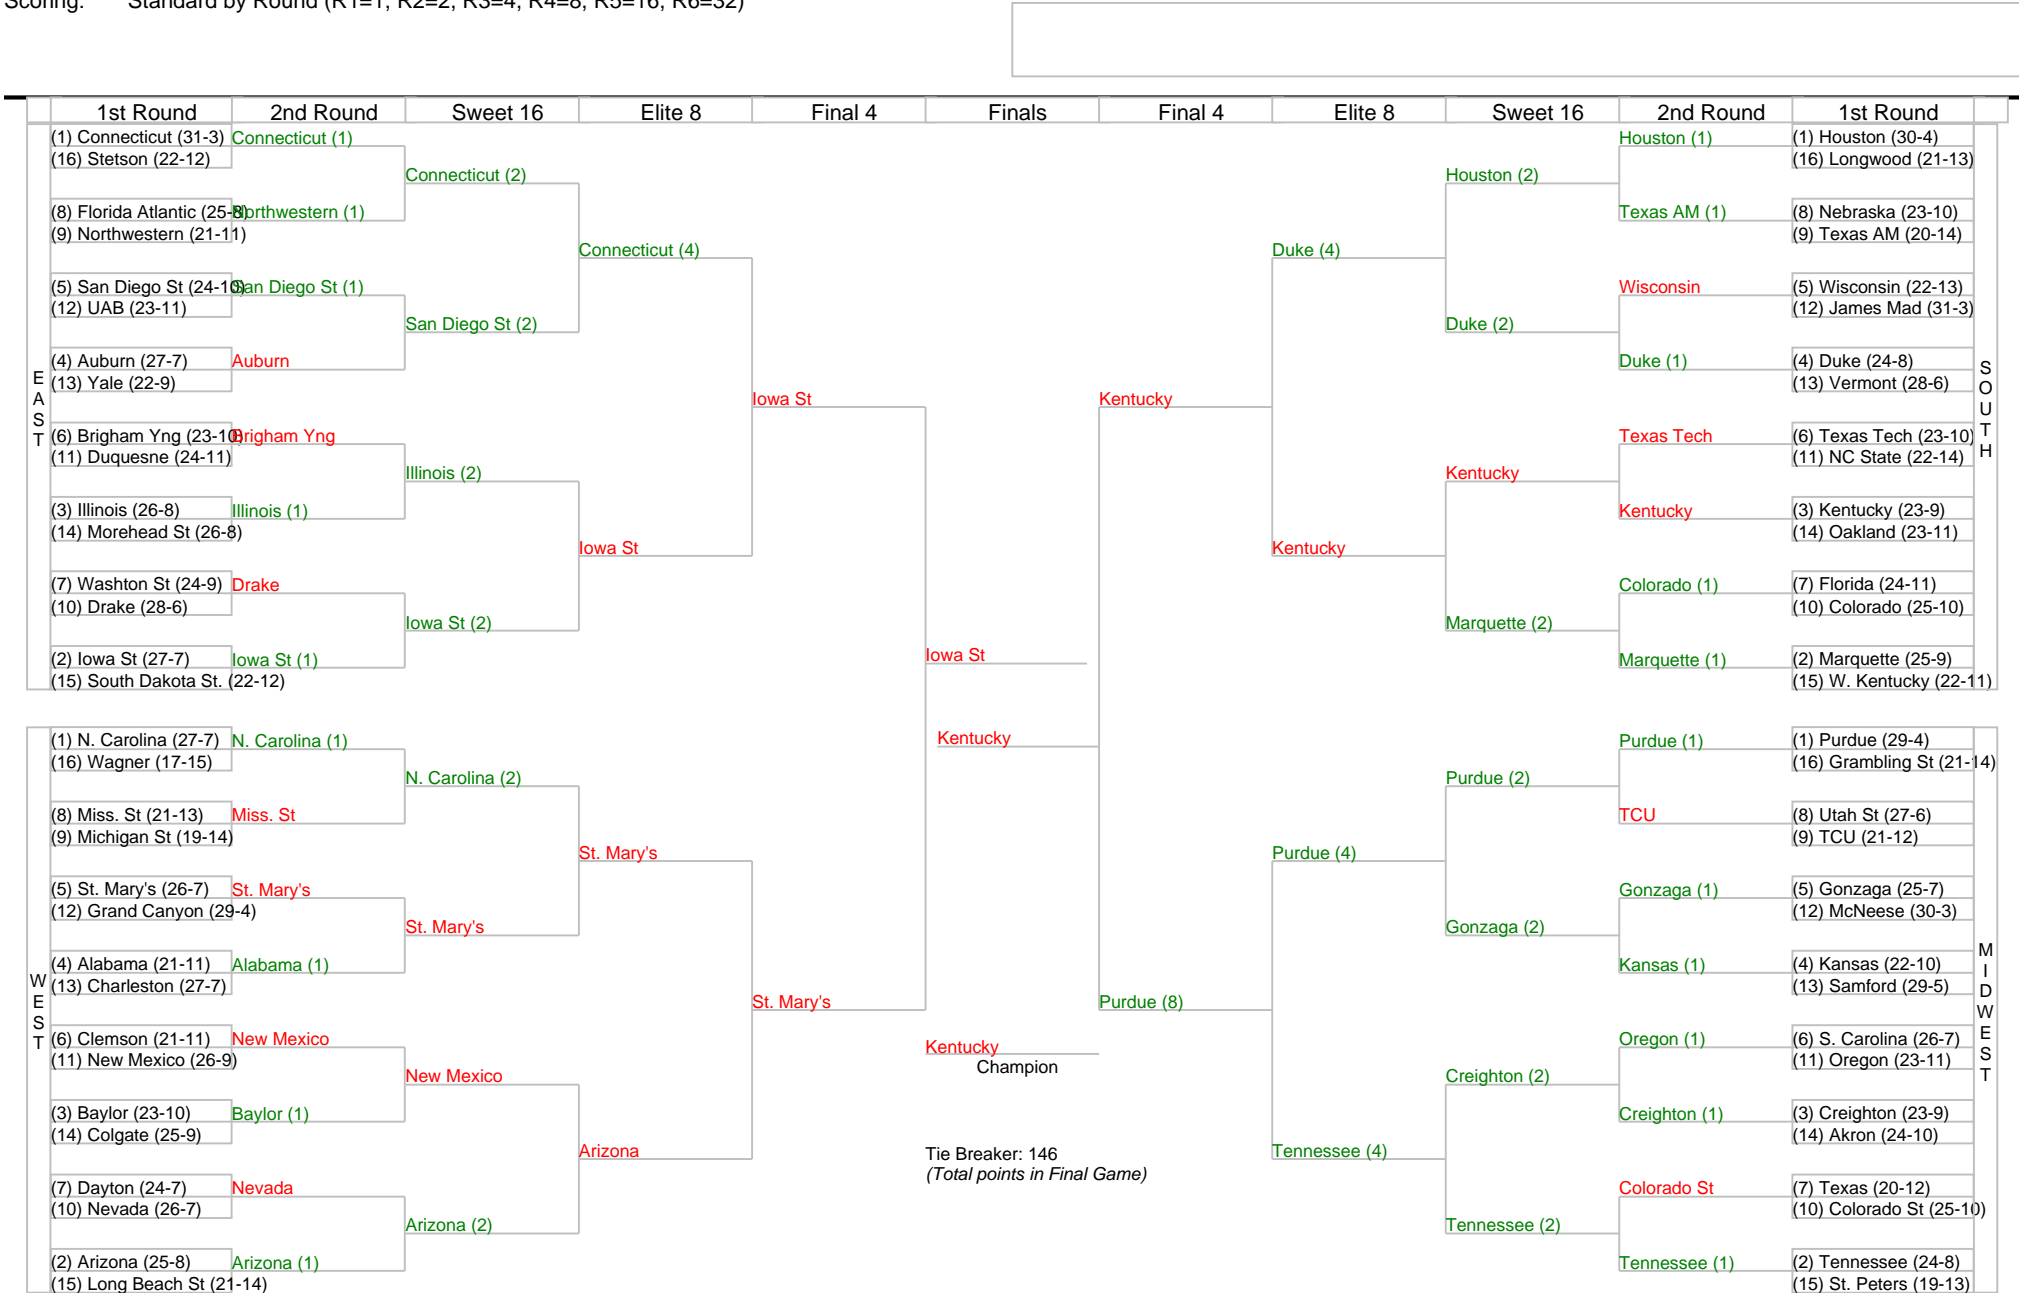 Scoring: Standard by Round (R1=1, R2=2, R3=4, R4=8, R5=16, R6=32)
1st Round 2nd Round Sweet 16 Elite 8 Final 4 Finals Final 4 Elite 8 Sweet 16 2nd Round 1st Round
EAST
(1) Connecticut (31-3)
(16) Stetson (22-12)
(8) Florida Atlantic (25-8)
(9) Northwestern (21-11)
(5) San Diego St (24-10)
(12) UAB (23-11)
(4) Auburn (27-7)
(13) Yale (22-9)
(6) Brigham Yng (23-10)
(11) Duquesne (24-11)
(3) Illinois (26-8)
(14) Morehead St (26-8)
(7) Washton St (24-9)
(10) Drake (28-6)
(2) Iowa St (27-7)
(15) South Dakota St. (22-12)
Connecticut (1)
Northwestern (1)
San Diego St (1)
Auburn
Brigham Yng
Illinois (1)
Drake
Iowa St (1)
Connecticut (2)
San Diego St (2)
Illinois (2)
Iowa St (2)
Connecticut (4)
Iowa St
Iowa St
WEST
(1) N. Carolina (27-7)
(16) Wagner (17-15)
(8) Miss. St (21-13)
(9) Michigan St (19-14)
(5) St. Mary's (26-7)
(12) Grand Canyon (29-4)
(4) Alabama (21-11)
(13) Charleston (27-7)
(6) Clemson (21-11)
(11) New Mexico (26-9)
(3) Baylor (23-10)
(14) Colgate (25-9)
(7) Dayton (24-7)
(10) Nevada (26-7)
(2) Arizona (25-8)
(15) Long Beach St (21-14)
N. Carolina (1)
Miss. St
St. Mary's
Alabama (1)
New Mexico
Baylor (1)
Nevada
Arizona (1)
N. Carolina (2)
St. Mary's
New Mexico
Arizona (2)
St. Mary's
Arizona
St. Mary's
Iowa St
Kentucky
Kentucky
Champion
Tie Breaker: 146
(Total points in Final Game)
Kentucky
Purdue (8)
Duke (4)
Kentucky
Houston (2)
Duke (2)
Kentucky
Marquette (2)
Houston (1)
Texas AM (1)
Wisconsin
Duke (1)
Texas Tech
Kentucky
Colorado (1)
Marquette (1)
(1) Houston (30-4)
(16) Longwood (21-13)
(8) Nebraska (23-10)
(9) Texas AM (20-14)
(5) Wisconsin (22-13)
(12) James Mad (31-3)
(4) Duke (24-8)
(13) Vermont (28-6)
(6) Texas Tech (23-10)
(11) NC State (22-14)
(3) Kentucky (23-9)
(14) Oakland (23-11)
(7) Florida (24-11)
(10) Colorado (25-10)
(2) Marquette (25-9)
(15) W. Kentucky (22-11)
SOUTH
Purdue (4)
Tennessee (4)
Purdue (2)
Gonzaga (2)
Creighton (2)
Tennessee (2)
Purdue (1)
TCU
Gonzaga (1)
Kansas (1)
Oregon (1)
Creighton (1)
Colorado St
Tennessee (1)
(1) Purdue (29-4)
(16) Grambling St (21-14)
(8) Utah St (27-6)
(9) TCU (21-12)
(5) Gonzaga (25-7)
(12) McNeese (30-3)
(4) Kansas (22-10)
(13) Samford (29-5)
(6) S. Carolina (26-7)
(11) Oregon (23-11)
(3) Creighton (23-9)
(14) Akron (24-10)
(7) Texas (20-12)
(10) Colorado St (25-10)
(2) Tennessee (24-8)
(15) St. Peters (19-13)
MIDWEST